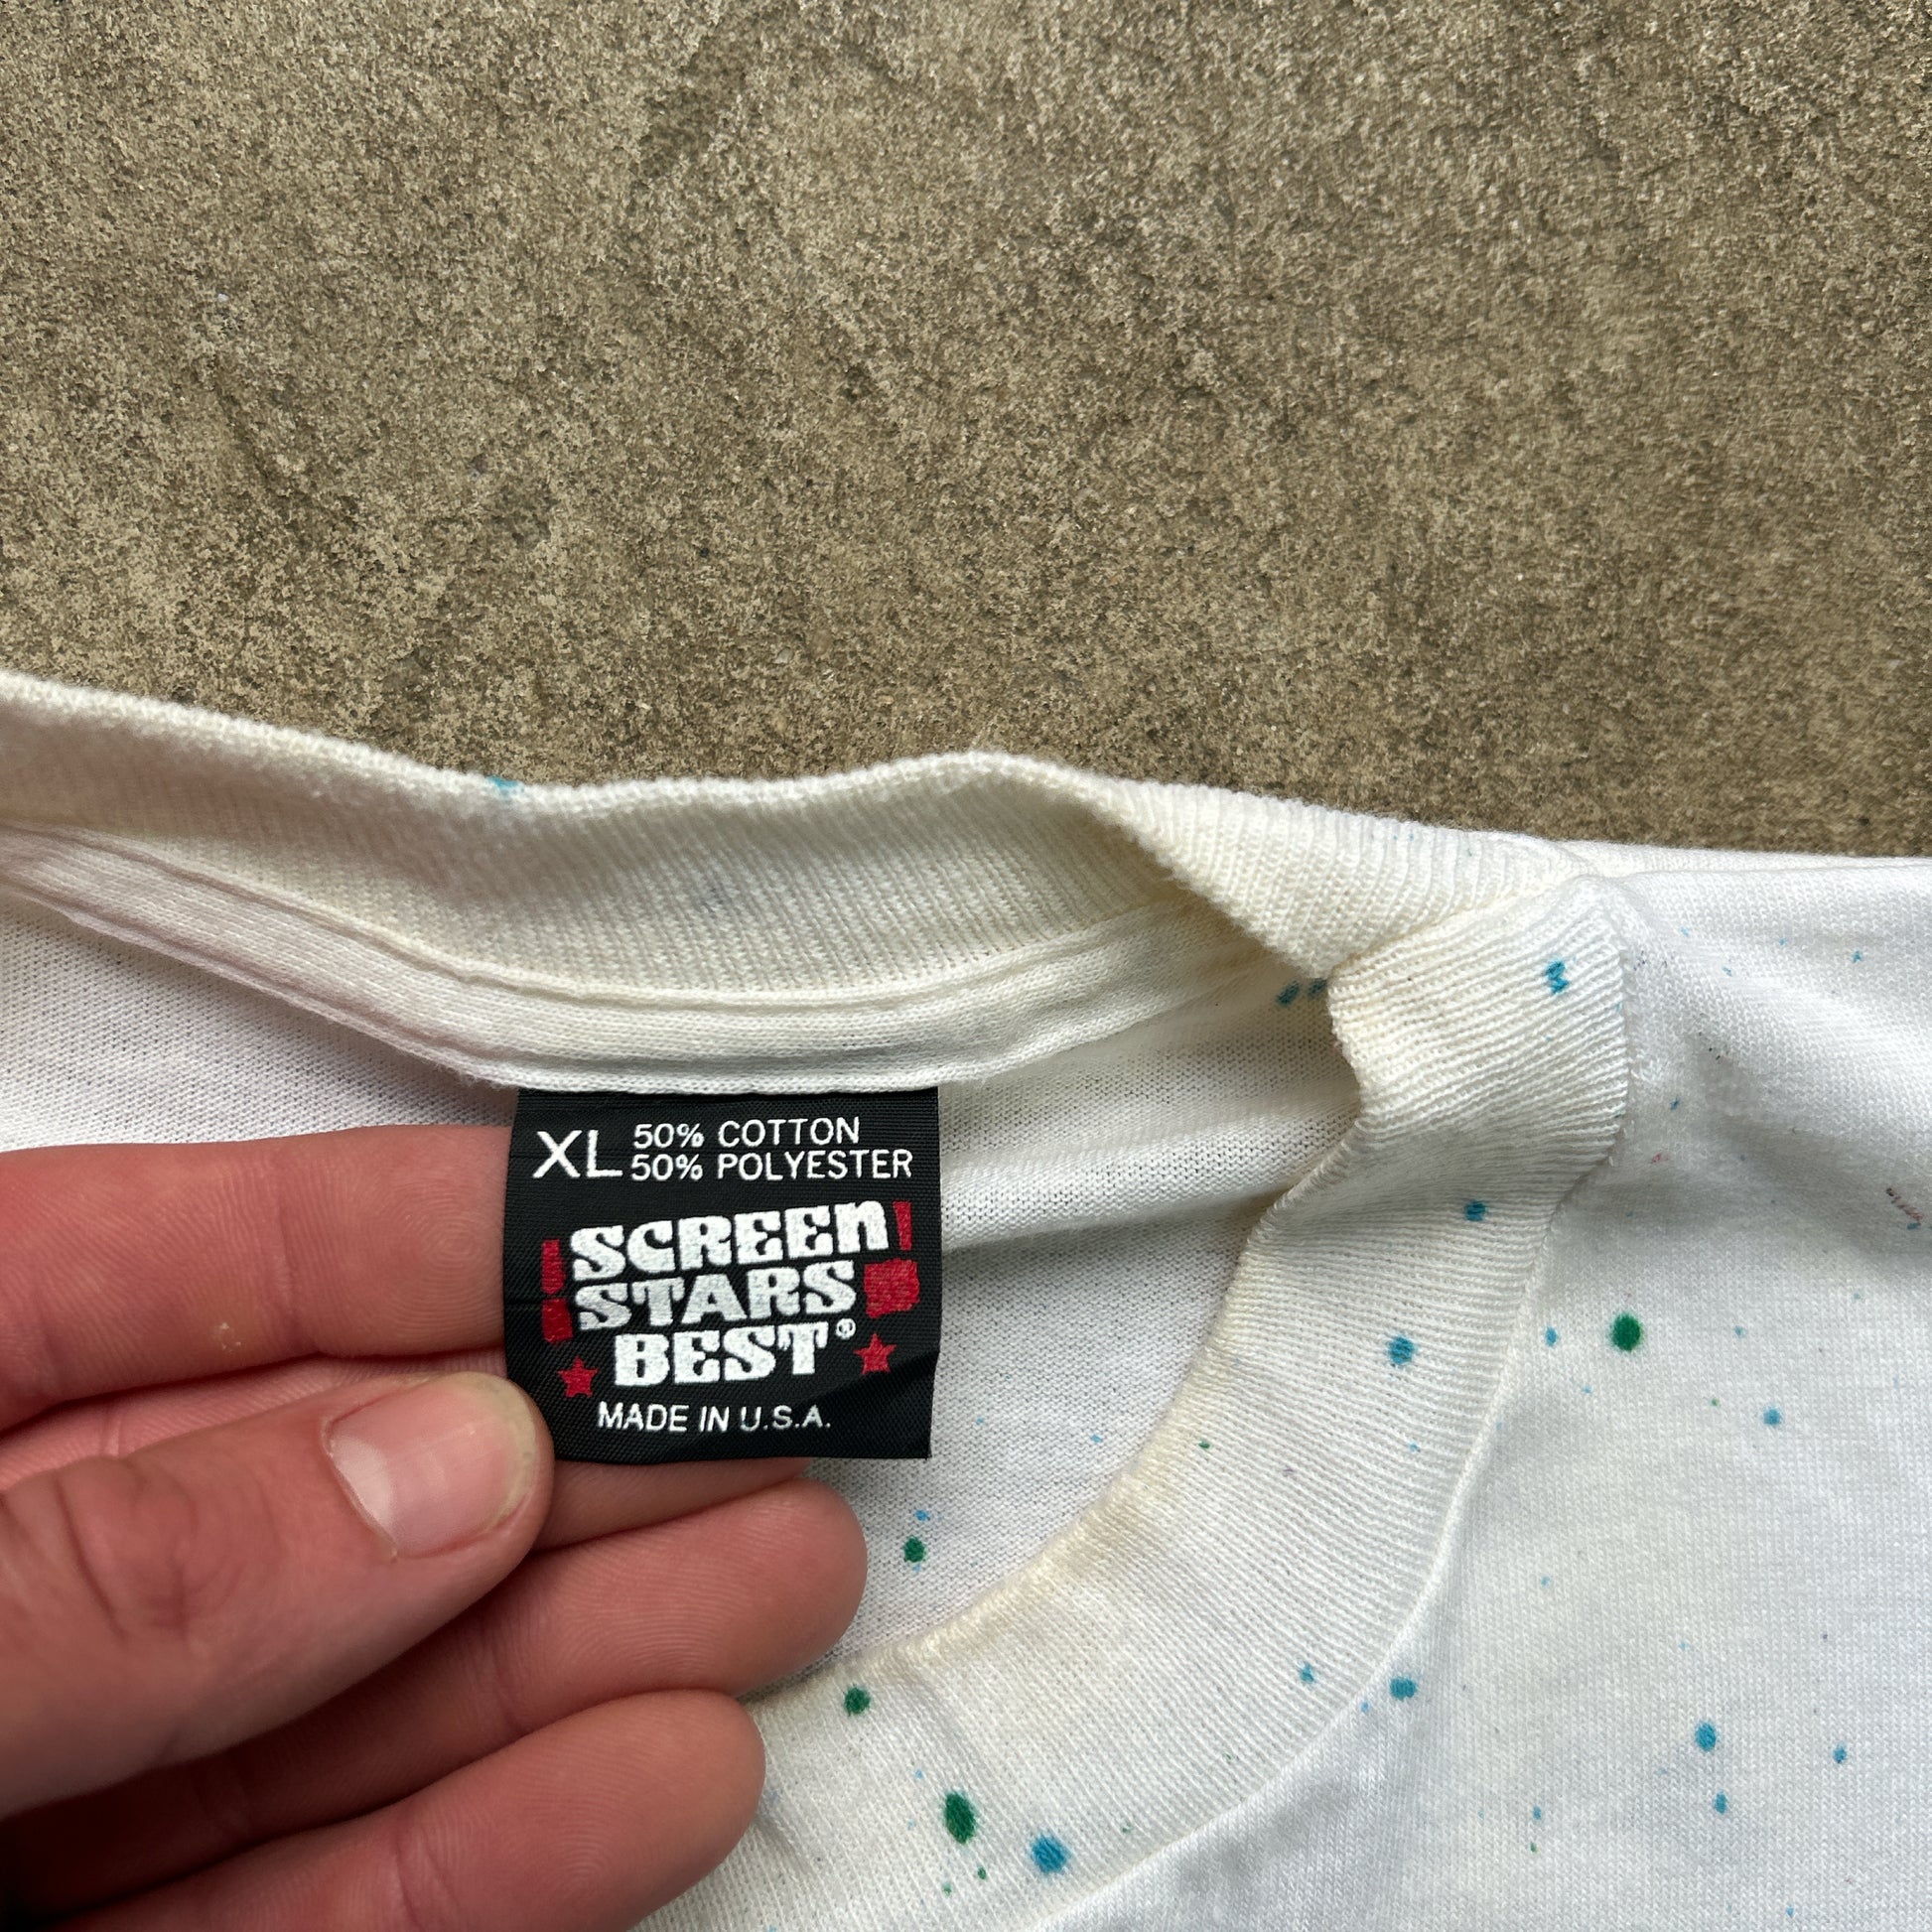 XL 50% COTTON
50% POLYESTER
SCREEN
STARS
BEST®
MADE IN U.S.A.